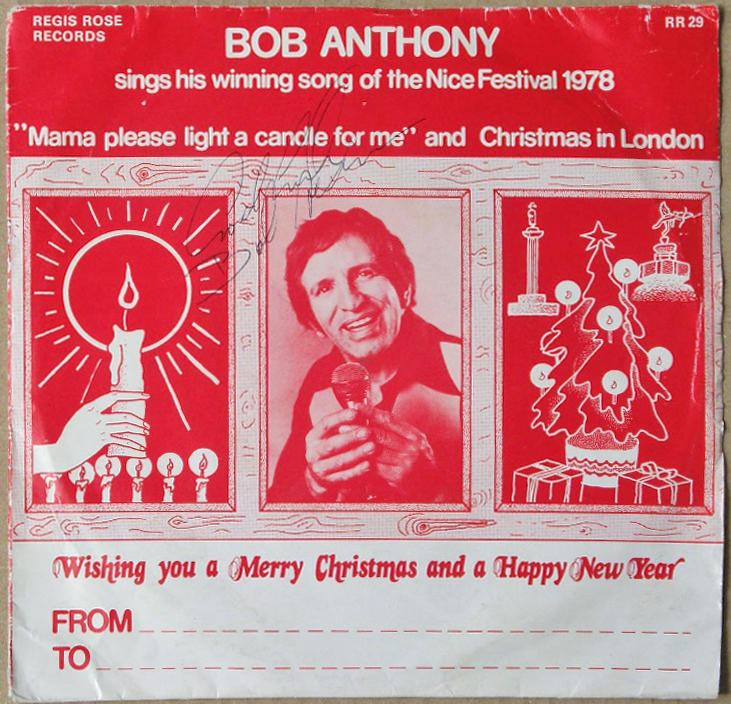 REGIS ROSE
RECORDS
RR 29
BOB ANTHONY
sings his winning song of the Nice Festival 1978
"Mama please light a candle for me" and Christmas in London
Wishing you a Merry Christmas and a Happy New Year
FROM
TO